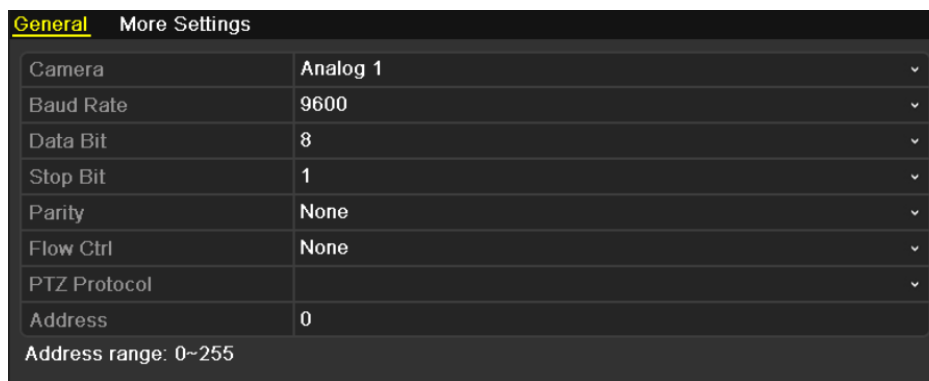 General More Settings
Camera Analog 1
Baud Rate 9600
Data Bit 8
Stop Bit 1
Parity None
Flow Ctrl None
PTZ Protocol
Address 0
Address range: 0~255